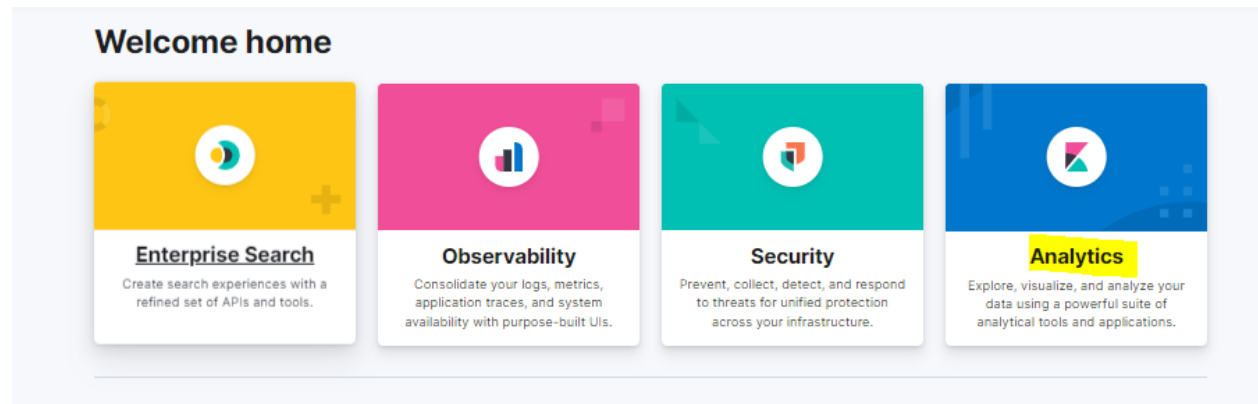 Welcome home
Enterprise Search
Create search experiences with a
refined set of APIs and tools.
Observability
Consolidate your logs, metrics,
application traces, and system
availability with purpose-built UIs.
Security
Prevent, collect, detect, and respond
to threats for unified protection
across your infrastructure.
Analytics
Explore, visualize, and analyze your
data using a powerful suite of
analytical tools and applications.